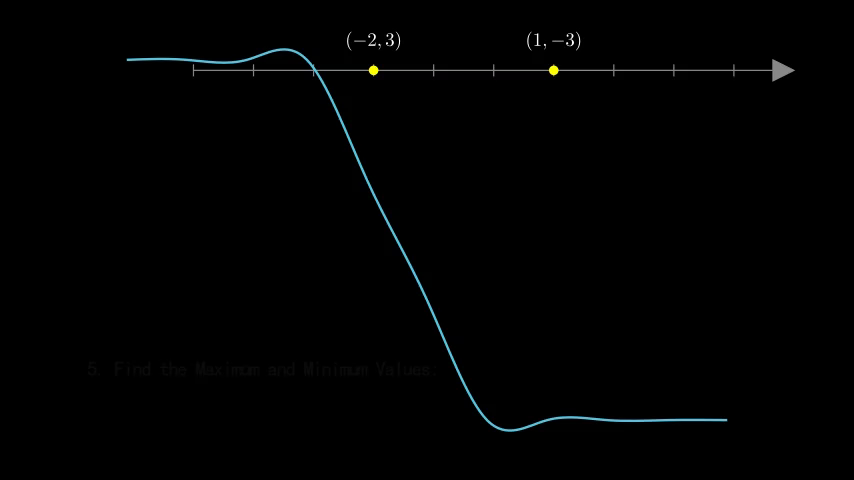 (−2, 3)
(1, −3)
5. Find the Maximum and Minimum Values.